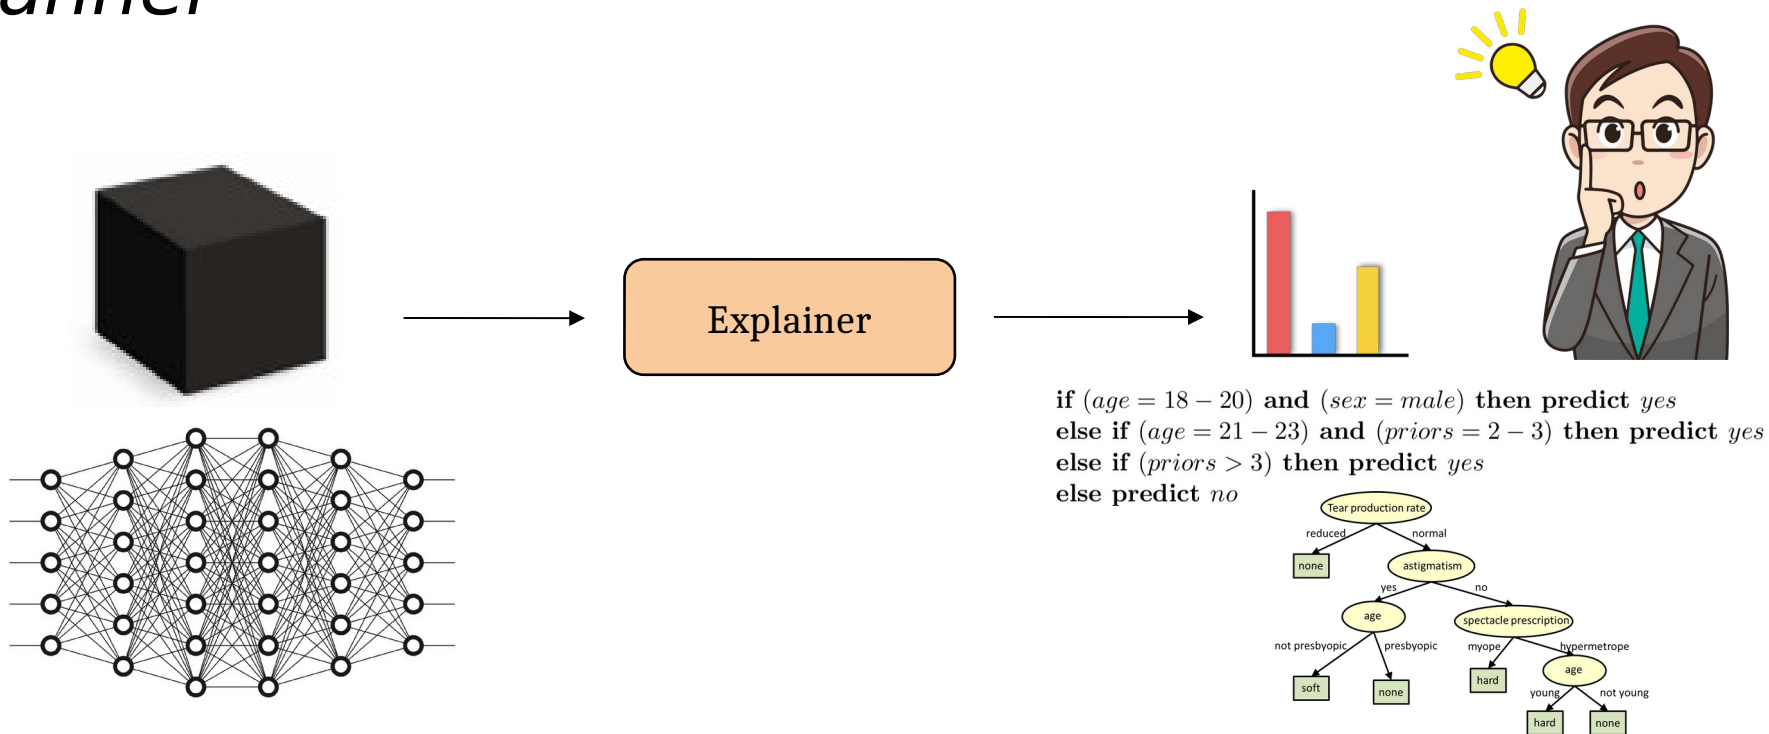 Explainer
if (age = 18 − 20) and (sex = male) then predict yes
else if (age = 21 − 23) and (priors = 2 − 3) then predict yes
else if (priors > 3) then predict yes
else predict no
Tear production rate
reduced normal
none astigmatism
yes no
age spectacle prescription
not presbyopic presbyopic myope hypermetrope
soft none hard age
young not young
hard none